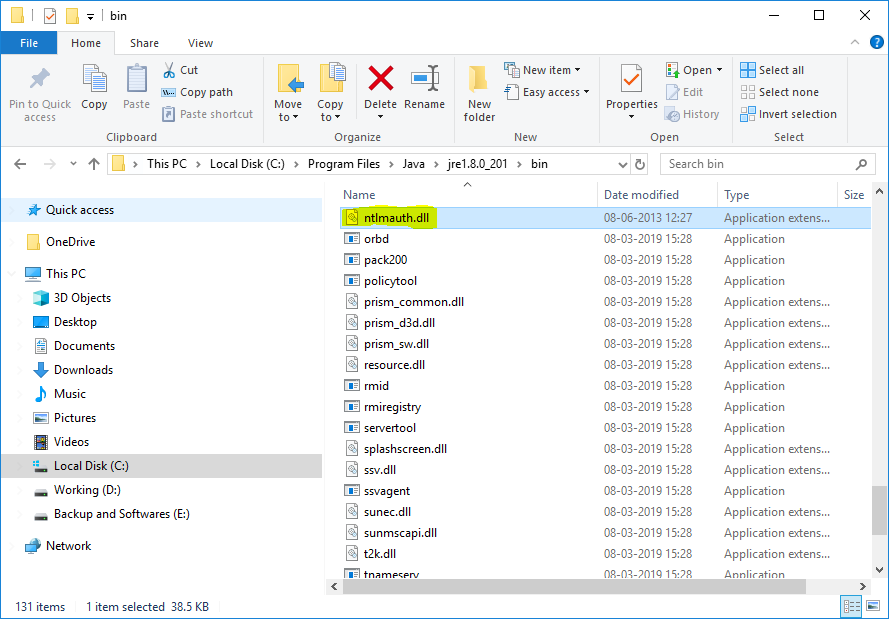 bin
File Home Share View
Pin to Quick access
Copy
Paste
Cut
Copy path
Paste shortcut
Clipboard
Move to
Copy to
Delete
Rename
Organize
New folder
New item
Easy access
New
Properties
Open
Edit
History
Open
Select all
Select none
Invert selection
Select
This PC > Local Disk (C:) > Program Files > Java > jre1.8.0_201 > bin
Search bin
Quick access
OneDrive
This PC
3D Objects
Desktop
Documents
Downloads
Music
Pictures
Videos
Local Disk (C:)
Working (D:)
Backup and Softwares (E:)
Network
Name Date modified Type Size
ntlmauth.dll 08-06-2013 12:27 Application extens...
orbd 08-03-2019 15:28 Application
pack200 08-03-2019 15:28 Application
policytool 08-03-2019 15:28 Application
prism_common.dll 08-03-2019 15:28 Application extens...
prism_d3d.dll 08-03-2019 15:28 Application extens...
prism_sw.dll 08-03-2019 15:28 Application extens...
resource.dll 08-03-2019 15:28 Application extens...
rmid 08-03-2019 15:28 Application
rmiregistry 08-03-2019 15:28 Application
servertool 08-03-2019 15:28 Application
splashscreen.dll 08-03-2019 15:28 Application extens...
ssv.dll 08-03-2019 15:28 Application extens...
ssvagent 08-03-2019 15:28 Application
sunec.dll 08-03-2019 15:28 Application extens...
sunmscapi.dll 08-03-2019 15:28 Application extens...
t2k.dll 08-03-2019 15:28 Application extens...
tnameserv 08-03-2019 15:28 Application
131 items 1 item selected 38.5 KB